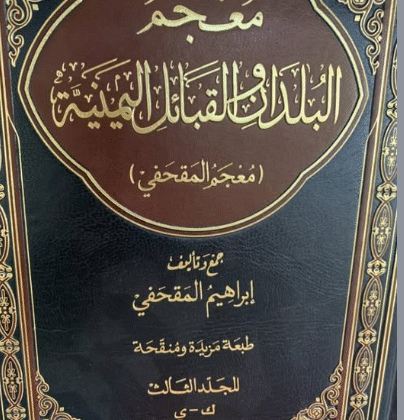 معجم
البلدان والقبائل اليمنية
(معجم المقحفي)
جمع وتأليف
إبراهيم المقحفي
طبعة مزيدة ومنقحة
المجلد الثالث
ك - ي